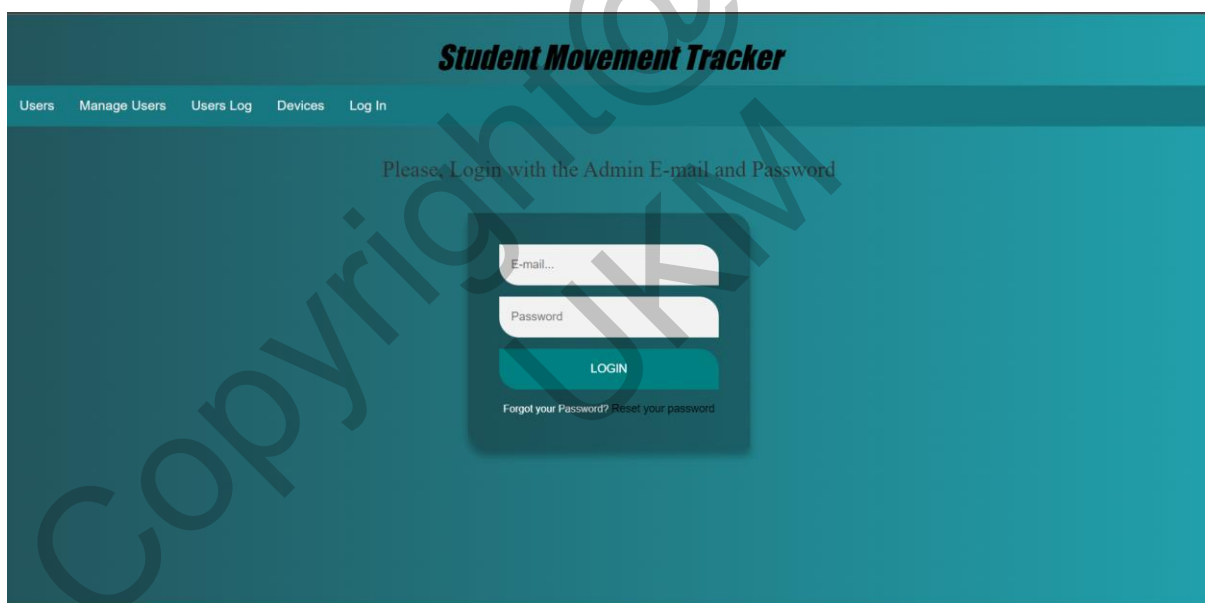 Student Movement Tracker
Users Manage Users Users Log Devices Log In
Please, Login with the Admin E-mail and Password
E-mail...
Password
LOGIN
Forgot your Password? Reset your password
Copyright@
UKM